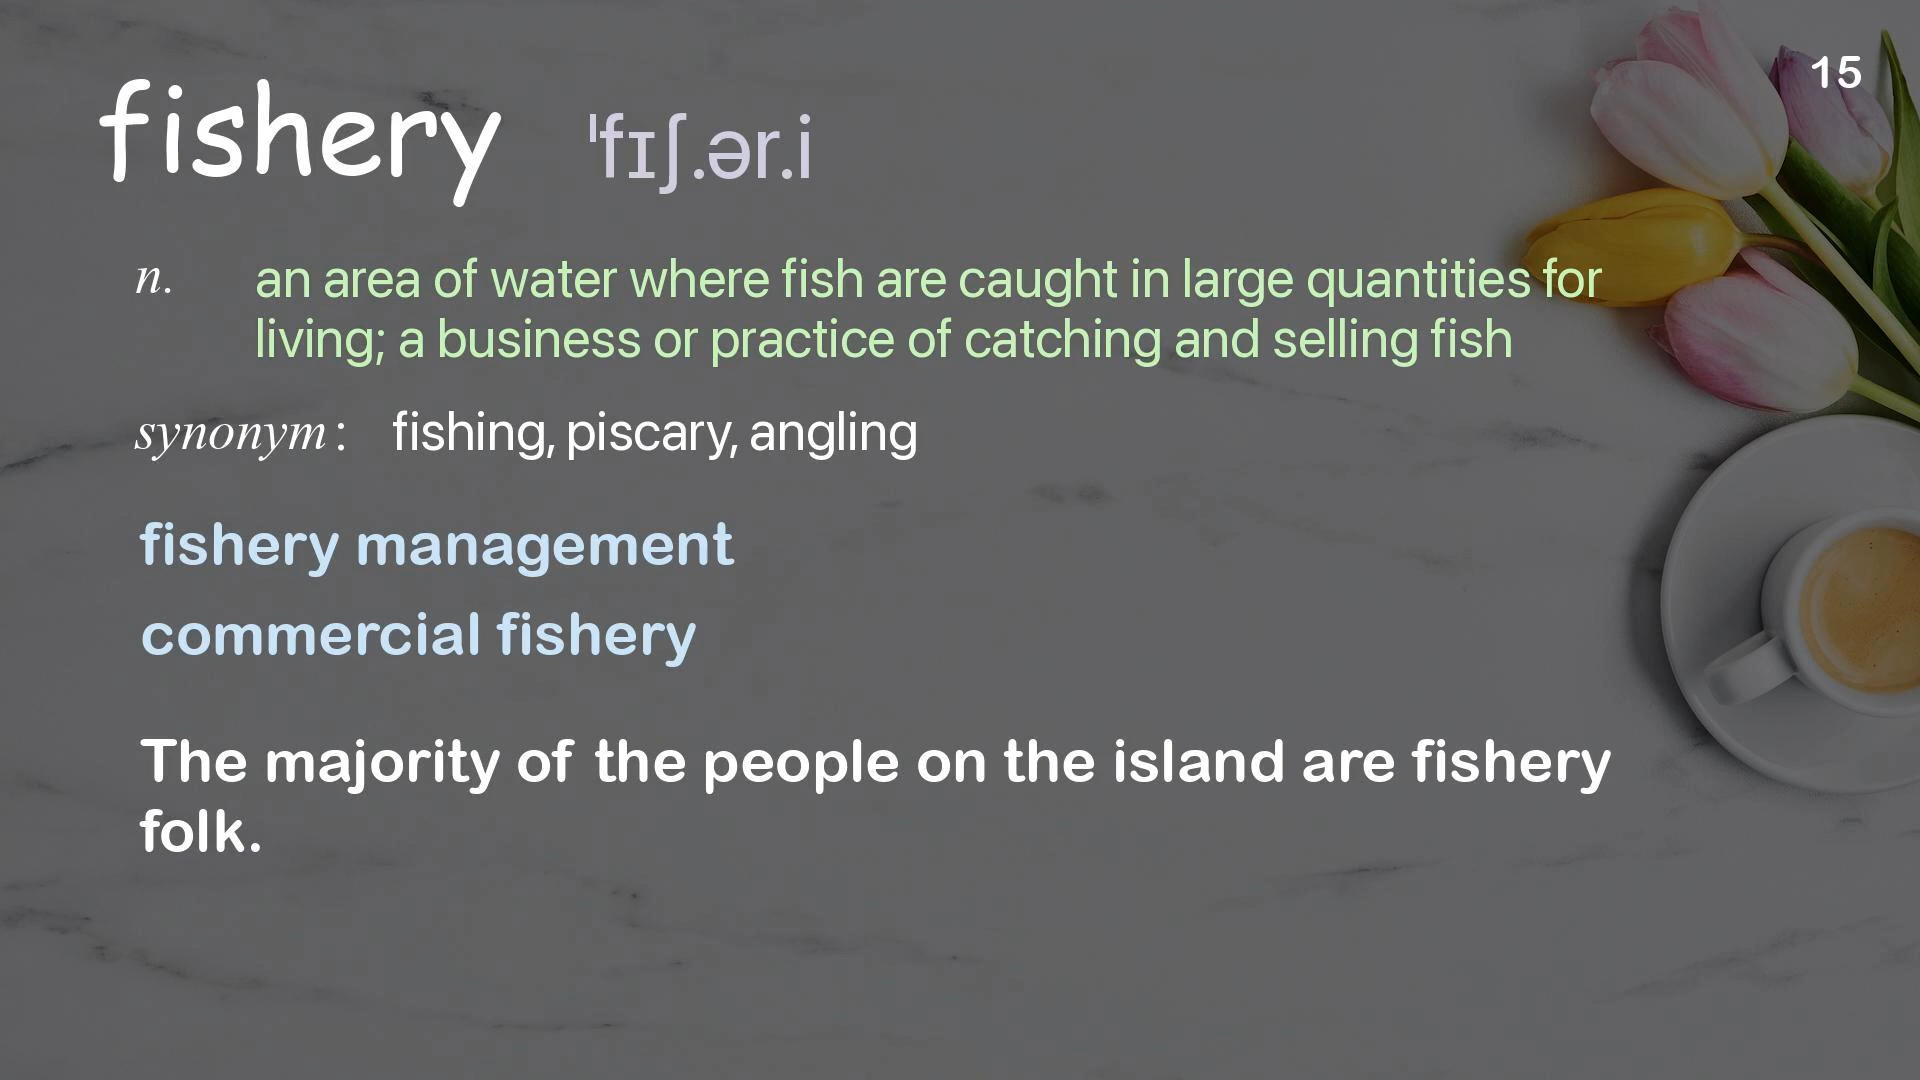 15
fishery ˈfɪʃ.ər.i
n. an area of water where fish are caught in large quantities for
living; a business or practice of catching and selling fish
synonym: fishing, piscary, angling
fishery management
commercial fishery
The majority of the people on the island are fishery
folk.